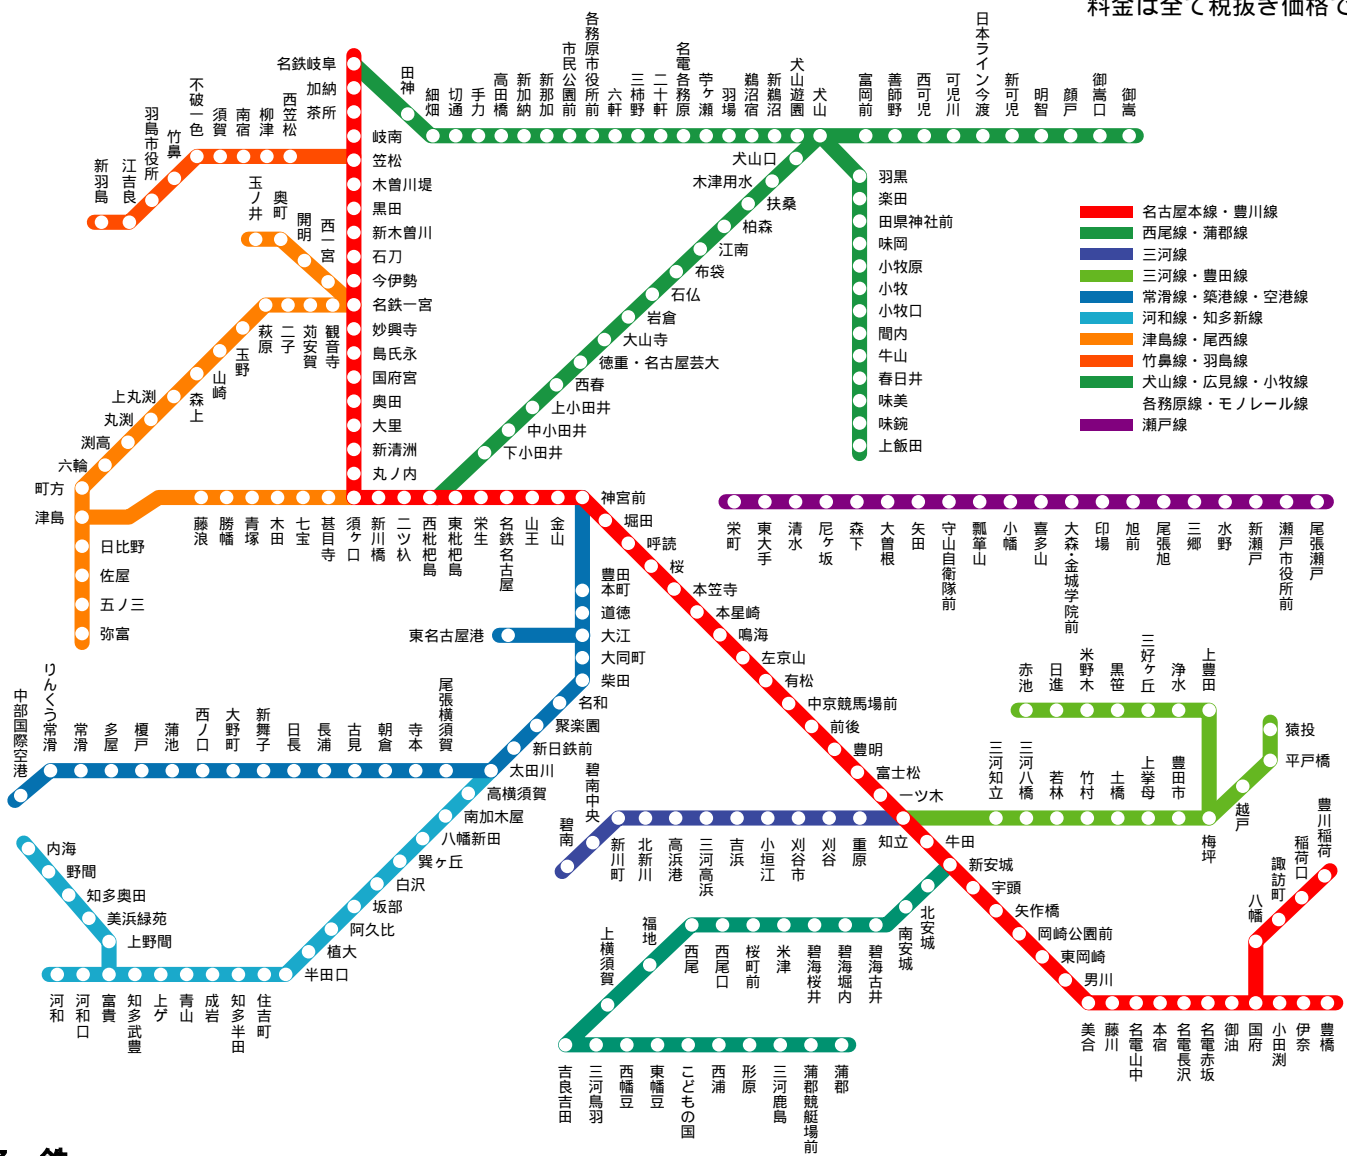 料金は全て税抜き価格で
名鉄岐阜
加納
茶所
岐南
笠松
木曽川堤
黒田
新木曽川
石刀
今伊勢
名鉄一宮
妙興寺
島氏永
国府宮
奥田
大里
新清洲
丸ノ内
新羽島
江吉良
羽島市役所
竹鼻
不破一色
須賀
南宿
柳津
西笠松
玉ノ井
奥町
開明
西一宮
観音寺
苅安賀
二子
萩原
玉野
山崎
森上
上丸渕
丸渕
渕高
六輪
町方
津島
日比野
佐屋
五ノ三
弥富
藤浪
勝幡
青塚
木田
七宝
甚目寺
須ヶ口
新川橋
二ツ杁
西枇杷島
東枇杷島
栄生
名鉄名古屋
山王
金山
神宮前
田神
細畑
切通
手力
高田橋
新加納
新那加
市民公園前
各務原市役所前
六軒
三柿野
二十軒
名電各務原
苧ヶ瀬
羽場
鵜沼宿
新鵜沼
犬山遊園
犬山
富岡前
善師野
西可児
可児川
日本ライン今渡
新可児
明智
顔戸
御嵩口
御嵩
犬山口
木津用水
扶桑
柏森
江南
布袋
石仏
岩倉
大山寺
徳重・名古屋芸大
西春
上小田井
中小田井
下小田井
羽黒
楽田
田県神社前
味岡
小牧原
小牧
小牧口
間内
牛山
春日井
味美
味鋺
上飯田
名古屋本線・豊川線
西尾線・蒲郡線
三河線
三河線・豊田線
常滑線・築港線・空港線
河和線・知多新線
津島線・尾西線
竹鼻線・羽島線
犬山線・広見線・小牧線
各務原線・モノレール線
瀬戸線
栄町
東大手
清水
尼ヶ坂
森下
大曽根
矢田
守山自衛隊前
瓢箪山
小幡
喜多山
大森・金城学院前
印場
旭前
尾張旭
三郷
水野
新瀬戸
瀬戸市役所前
尾張瀬戸
堀田
呼読
桜
本笠寺
本星崎
鳴海
左京山
有松
中京競馬場前
前後
豊明
富士松
一ツ木
知立
牛田
新安城
宇頭
矢作橋
岡崎公園前
東岡崎
男川
美合
藤川
名電山中
本宿
名電長沢
名電赤坂
御油
国府
小田渕
伊奈
豊橋
八幡
諏訪町
稲荷口
豊川稲荷
豊田
本町
道徳
大江
東名古屋港
大同町
柴田
名和
聚楽園
新日鉄前
太田川
尾張横須賀
寺本
朝倉
古見
長浦
日長
新舞子
大野町
西ノ口
蒲池
榎戸
多屋
常滑
りんくう常滑
中部国際空港
高横須賀
南加木屋
八幡新田
巽ヶ丘
白沢
坂部
阿久比
植大
半田口
住吉町
知多半田
成岩
青山
上ゲ
知多武豊
富貴
河和口
河和
上野間
美浜緑苑
知多奥田
野間
内海
碧南
碧南中央
新川町
北新川
高浜港
三河高浜
吉浜
小垣江
刈谷市
刈谷
重原
三河知立
三河八橋
若林
竹村
土橋
上挙母
豊田市
梅坪
越戸
平戸橋
猿投
上豊田
浄水
三好ヶ丘
黒笹
米野木
日進
赤池
北安城
南安城
碧海古井
碧海堀内
碧海桜井
米津
桜町前
西尾口
西尾
福地
上横須賀
吉良吉田
三河鳥羽
西幡豆
東幡豆
こどもの国
西浦
形原
三河鹿島
蒲郡競艇場前
蒲郡